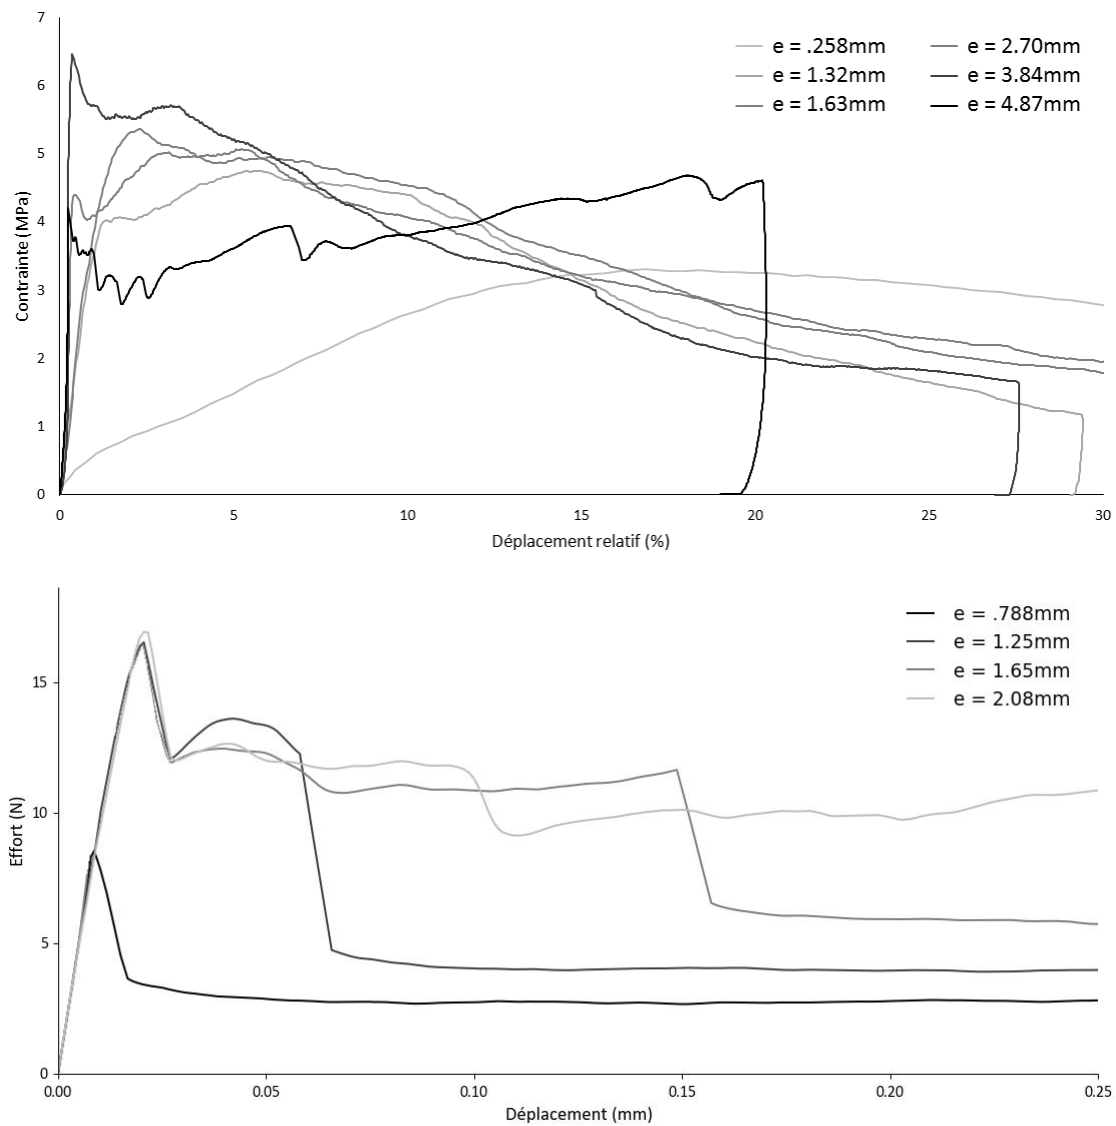 7
6
5
4
3
2
1
0
Contrainte (MPa)
e = .258mm
e = 2.70mm
e = 1.32mm
e = 3.84mm
e = 1.63mm
e = 4.87mm
0 5 10 15 20 25 30
Déplacement relatif (%)
15
10
5
0
Effort (N)
e = .788mm
e = 1.25mm
e = 1.65mm
e = 2.08mm
0.00 0.05 0.10 0.15 0.20 0.25
Déplacement (mm)